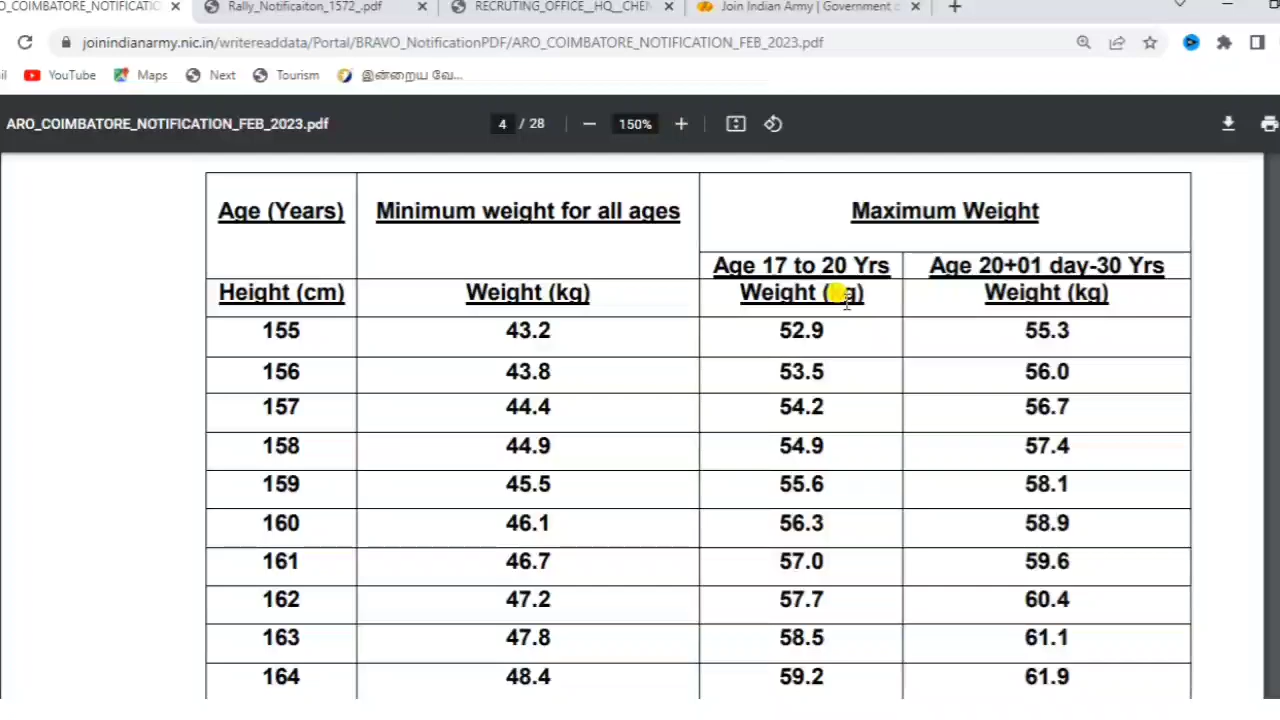 O_COIMBATORE_NOTIFICATIO
Rally_Notificaiton_1572_.pdf
RECRUTING_OFFICE__HQ__CHEN
Join Indian Army | Government o
joinindianarmy.nic.in/writereaddata/Portal/BRAVO_NotificationPDF/ARO_COIMBATORE_NOTIFICATION_FEB_2023.pdf
il YouTube Maps Next Tourism இன்றைய வே...
ARO_COIMBATORE_NOTIFICATION_FEB_2023.pdf 4 / 28 150%
Age (Years) Minimum weight for all ages Maximum Weight
Age 17 to 20 Yrs Age 20+01 day-30 Yrs
Height (cm) Weight (kg) Weight (kg) Weight (kg)
155 43.2 52.9 55.3
156 43.8 53.5 56.0
157 44.4 54.2 56.7
158 44.9 54.9 57.4
159 45.5 55.6 58.1
160 46.1 56.3 58.9
161 46.7 57.0 59.6
162 47.2 57.7 60.4
163 47.8 58.5 61.1
164 48.4 59.2 61.9